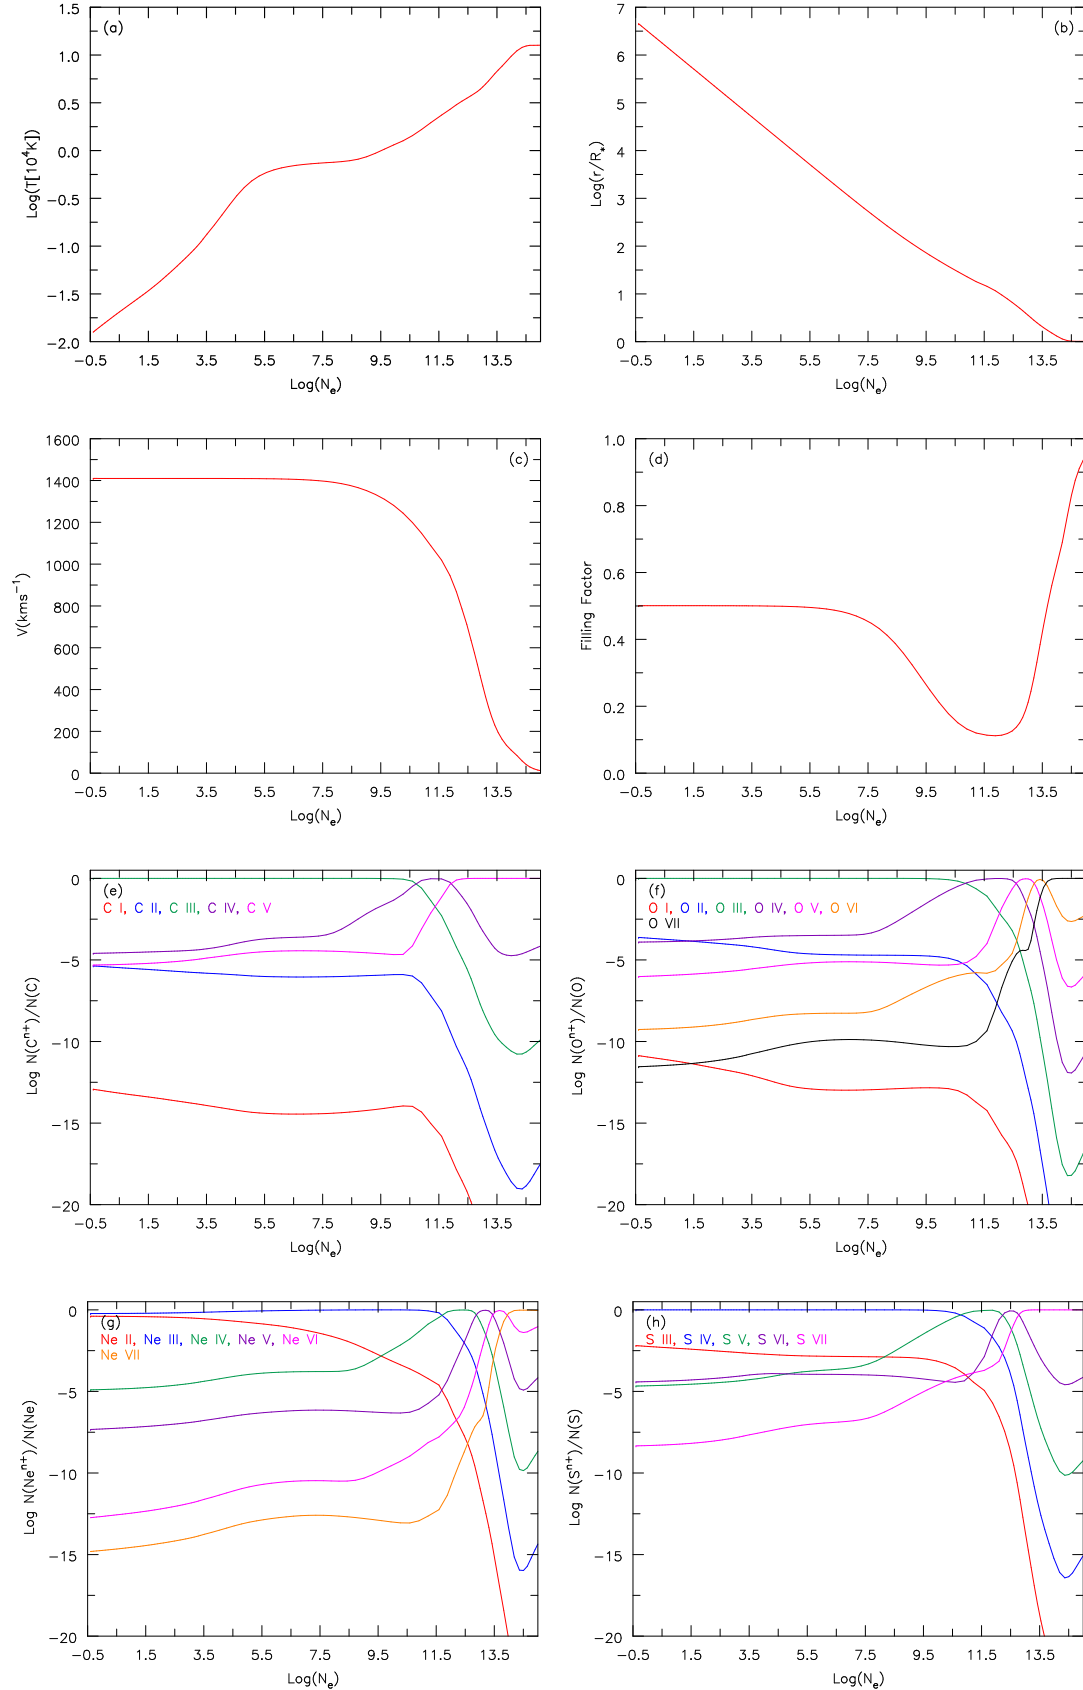 (a)
1.5
1.0
0.5
0.0
−0.5
−1.0
−1.5
−2.0
Log(T[10⁴K])
−0.5 1.5 3.5 5.5 7.5 9.5 11.5 13.5
Log(Nₑ)
(b)
7
6
5
4
3
2
1
0
Log(r/R*)
−0.5 1.5 3.5 5.5 7.5 9.5 11.5 13.5
Log(Nₑ)
(c)
1600
1400
1200
1000
800
600
400
200
0
V(kms⁻¹)
−0.5 1.5 3.5 5.5 7.5 9.5 11.5 13.5
Log(Nₑ)
(d)
1.0
0.8
0.6
0.4
0.2
0.0
Filling Factor
−0.5 1.5 3.5 5.5 7.5 9.5 11.5 13.5
Log(Nₑ)
(e)
C I, C II, C III, C IV, C V
0
−5
−10
−15
−20
Log N(Cⁿ⁺)/N(C)
−0.5 1.5 3.5 5.5 7.5 9.5 11.5 13.5
Log(Nₑ)
(f)
O I, O II, O III, O IV, O V, O VI
O VII
0
−5
−10
−15
−20
Log N(Oⁿ⁺)/N(O)
−0.5 1.5 3.5 5.5 7.5 9.5 11.5 13.5
Log(Nₑ)
(g)
Ne II, Ne III, Ne IV, Ne V, Ne VI
Ne VII
0
−5
−10
−15
−20
Log N(Neⁿ⁺)/N(Ne)
−0.5 1.5 3.5 5.5 7.5 9.5 11.5 13.5
Log(Nₑ)
(h)
S III, S IV, S V, S VI, S VII
0
−5
−10
−15
−20
Log N(Sⁿ⁺)/N(S)
−0.5 1.5 3.5 5.5 7.5 9.5 11.5 13.5
Log(Nₑ)